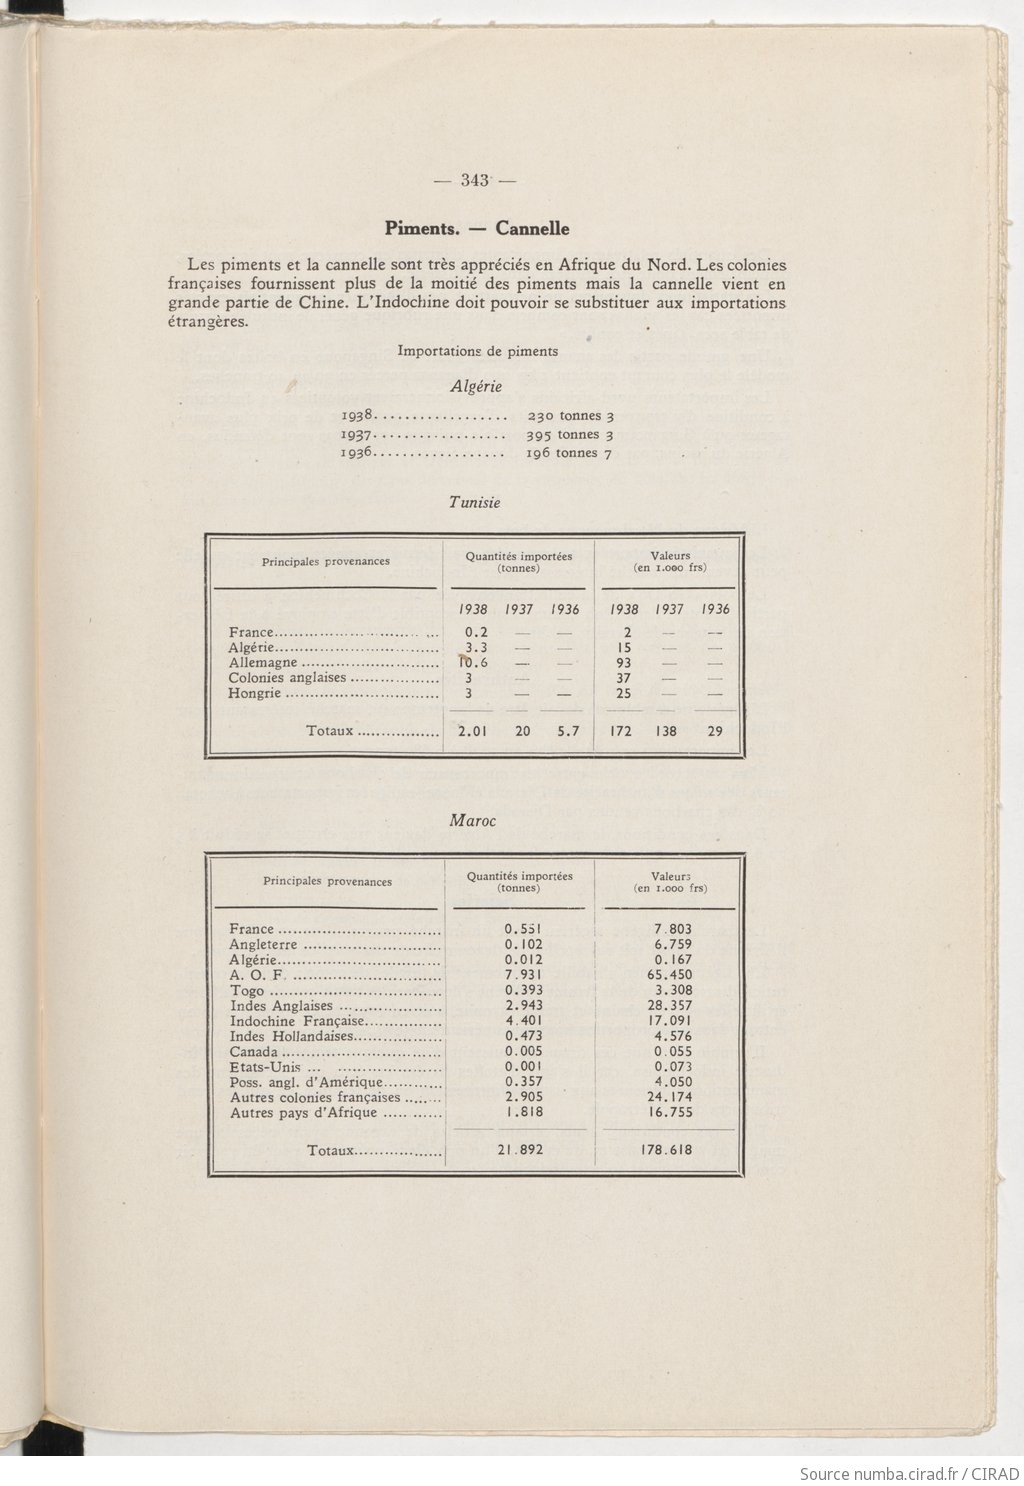 — 343 —
Piments. — Cannelle
Les piments et la cannelle sont très appréciés en Afrique du Nord. Les colonies
françaises fournissent plus de la moitié des piments mais la cannelle vient en
grande partie de Chine. L'Indochine doit pouvoir se substituer aux importations
étrangères.
Importations de piments
Algérie
1938.................. 230 tonnes 3
1937.................. 395 tonnes 3
1936.................. 196 tonnes 7
Tunisie
Principales provenances Quantités importées (tonnes) Valeurs (en 1.000 frs)
1938 1937 1936 1938 1937 1936
France................................. 0.2 — — 2 — —
Algérie................................. 3.3 — — 15 — —
Allemagne ............................ 10.6 — — 93 — —
Colonies anglaises .................. 3 — — 37 — —
Hongrie ............................... 3 — — 25 — —
Totaux ................. 2.01 20 5.7 172 138 29
Maroc
Principales provenances Quantités importées (tonnes) Valeurs (en 1.000 frs)
France ................................. 0.551 7.803
Angleterre ............................ 0.102 6.759
Algérie................................. 0.012 0.167
A. O. F. .............................. 7.931 65.450
Togo ................................... 0.393 3.308
Indes Anglaises ..................... 2.943 28.357
Indochine Française............... 4.401 17.091
Indes Hollandaises.................. 0.473 4.576
Canada ................................ 0.005 0.055
Etats-Unis ... ..................... 0.001 0.073
Poss. angl. d'Amérique............ 0.357 4.050
Autres colonies françaises ....... 2.905 24.174
Autres pays d'Afrique ..... ...... 1.818 16.755
Totaux.................. 21.892 178.618
Source numba.cirad.fr / CIRAD